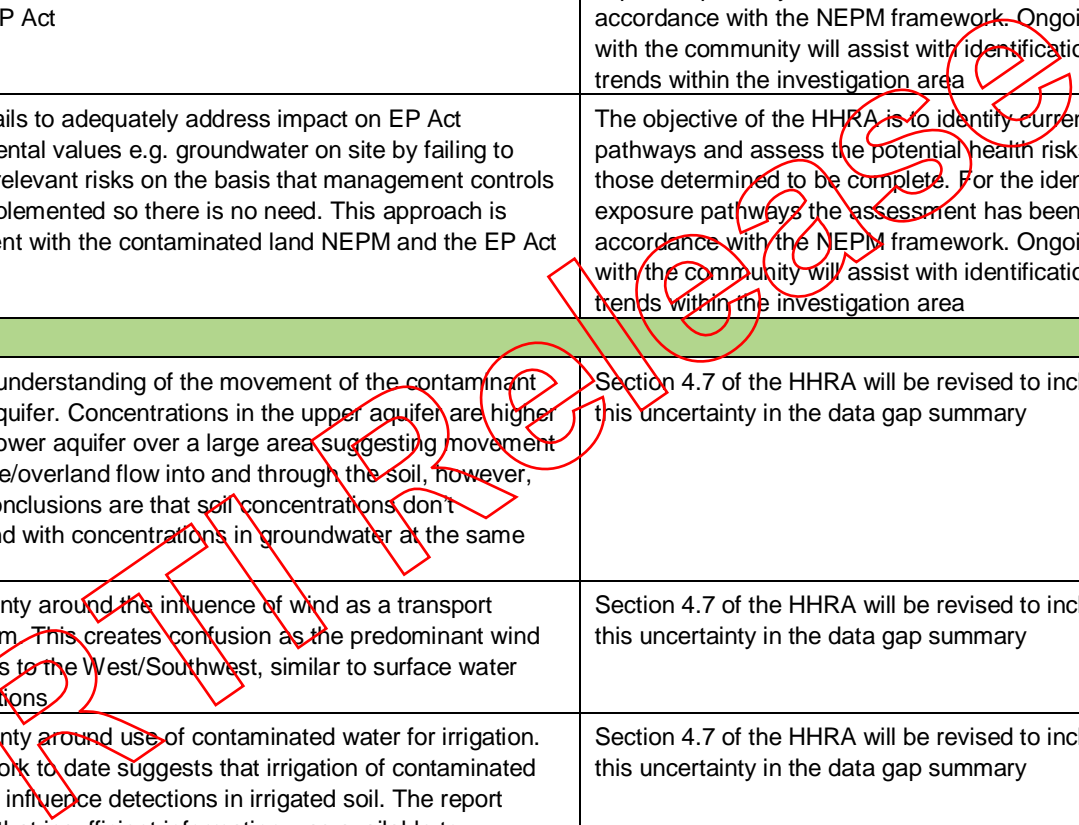 P Act
accordance with the NEPM framework. Ongoi
with the community will assist with identificatio
trends within the investigation area
ails to adequately address impact on EP Act
ental values e.g. groundwater on site by failing to
relevant risks on the basis that management controls
plemented so there is no need. This approach is
ent with the contaminated land NEPM and the EP Act
The objective of the HHRA is to identify curren
pathways and assess the potential health risk
those determined to be complete. For the iden
exposure pathways the assessment has been
accordance with the NEPM framework. Ongoi
with the community will assist with identificatio
trends within the investigation area
understanding of the movement of the contaminant
quifer. Concentrations in the upper aquifer are higher
ower aquifer over a large area suggesting movement
e/overland flow into and through the soil, however,
onclusions are that soil concentrations don't
nd with concentrations in groundwater at the same
Section 4.7 of the HHRA will be revised to incl
this uncertainty in the data gap summary
nty around the influence of wind as a transport
m. This creates confusion as the predominant wind
s to the West/Southwest, similar to surface water
tions
Section 4.7 of the HHRA will be revised to incl
this uncertainty in the data gap summary
nty around use of contaminated water for irrigation.
ork to date suggests that irrigation of contaminated
influence detections in irrigated soil. The report
Section 4.7 of the HHRA will be revised to incl
this uncertainty in the data gap summary
RTI Release